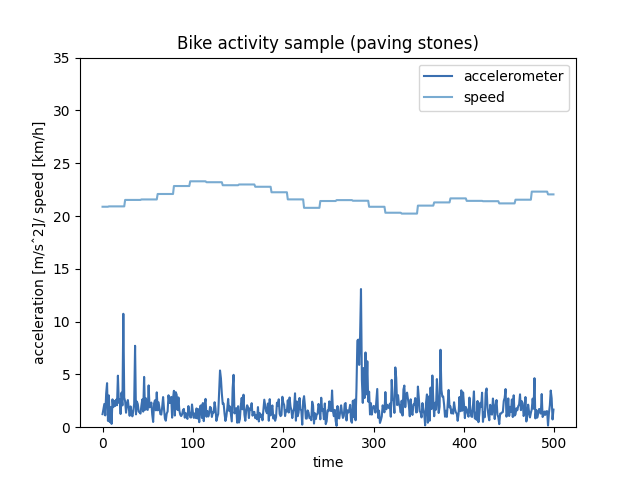 Bike activity sample (paving stones)
accelerometer
speed
35
30
25
20
15
10
5
0
acceleration [m/s^2]/ speed [km/h]
0 100 200 300 400 500
time